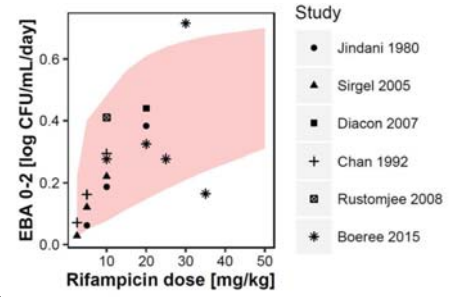 Study
Jindani 1980
Sirgel 2005
Diacon 2007
Chan 1992
Rustomjee 2008
Boeree 2015
EBA 0-2 [log CFU/mL/day]
0.6
0.4
0.2
0.0
10 20 30 40 50
Rifampicin dose [mg/kg]